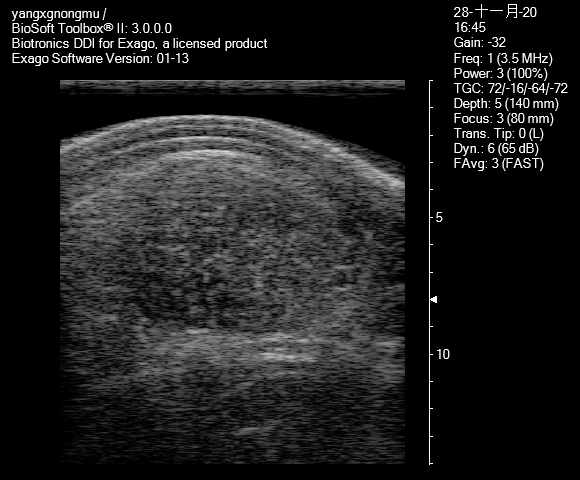 yangxgnongmu /
BioSoft Toolbox® II: 3.0.0.0
Biotronics DDI for Exago, a licensed product
Exago Software Version: 01-13
28-十一月-20
16:45
Gain: -32
Freq: 1 (3.5 MHz)
Power: 3 (100%)
TGC: 72/-16/-64/-72
Depth: 5 (140 mm)
Focus: 3 (80 mm)
Trans. Tip: 0 (L)
Dyn.: 6 (65 dB)
FAvg: 3 (FAST)
5
10